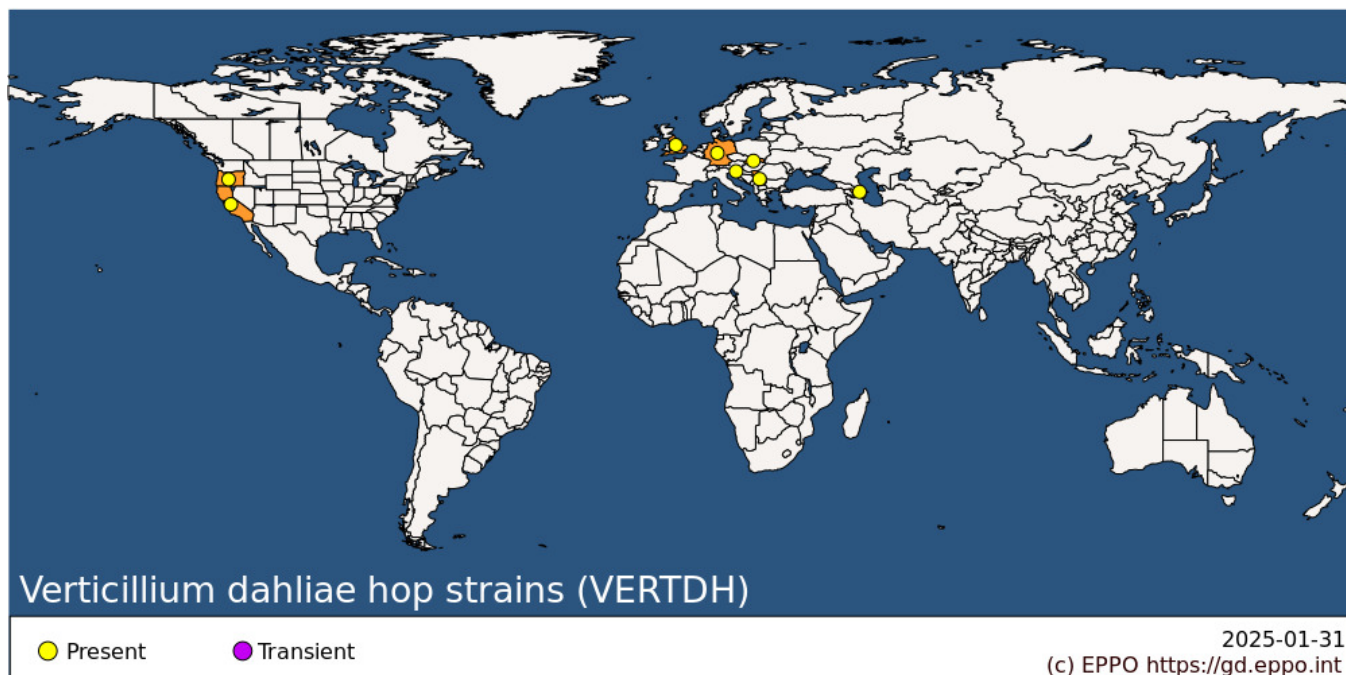 Verticillium dahliae hop strains (VERTDH)
Present
Transient
2025-01-31
(c) EPPO https://gd.eppo.int